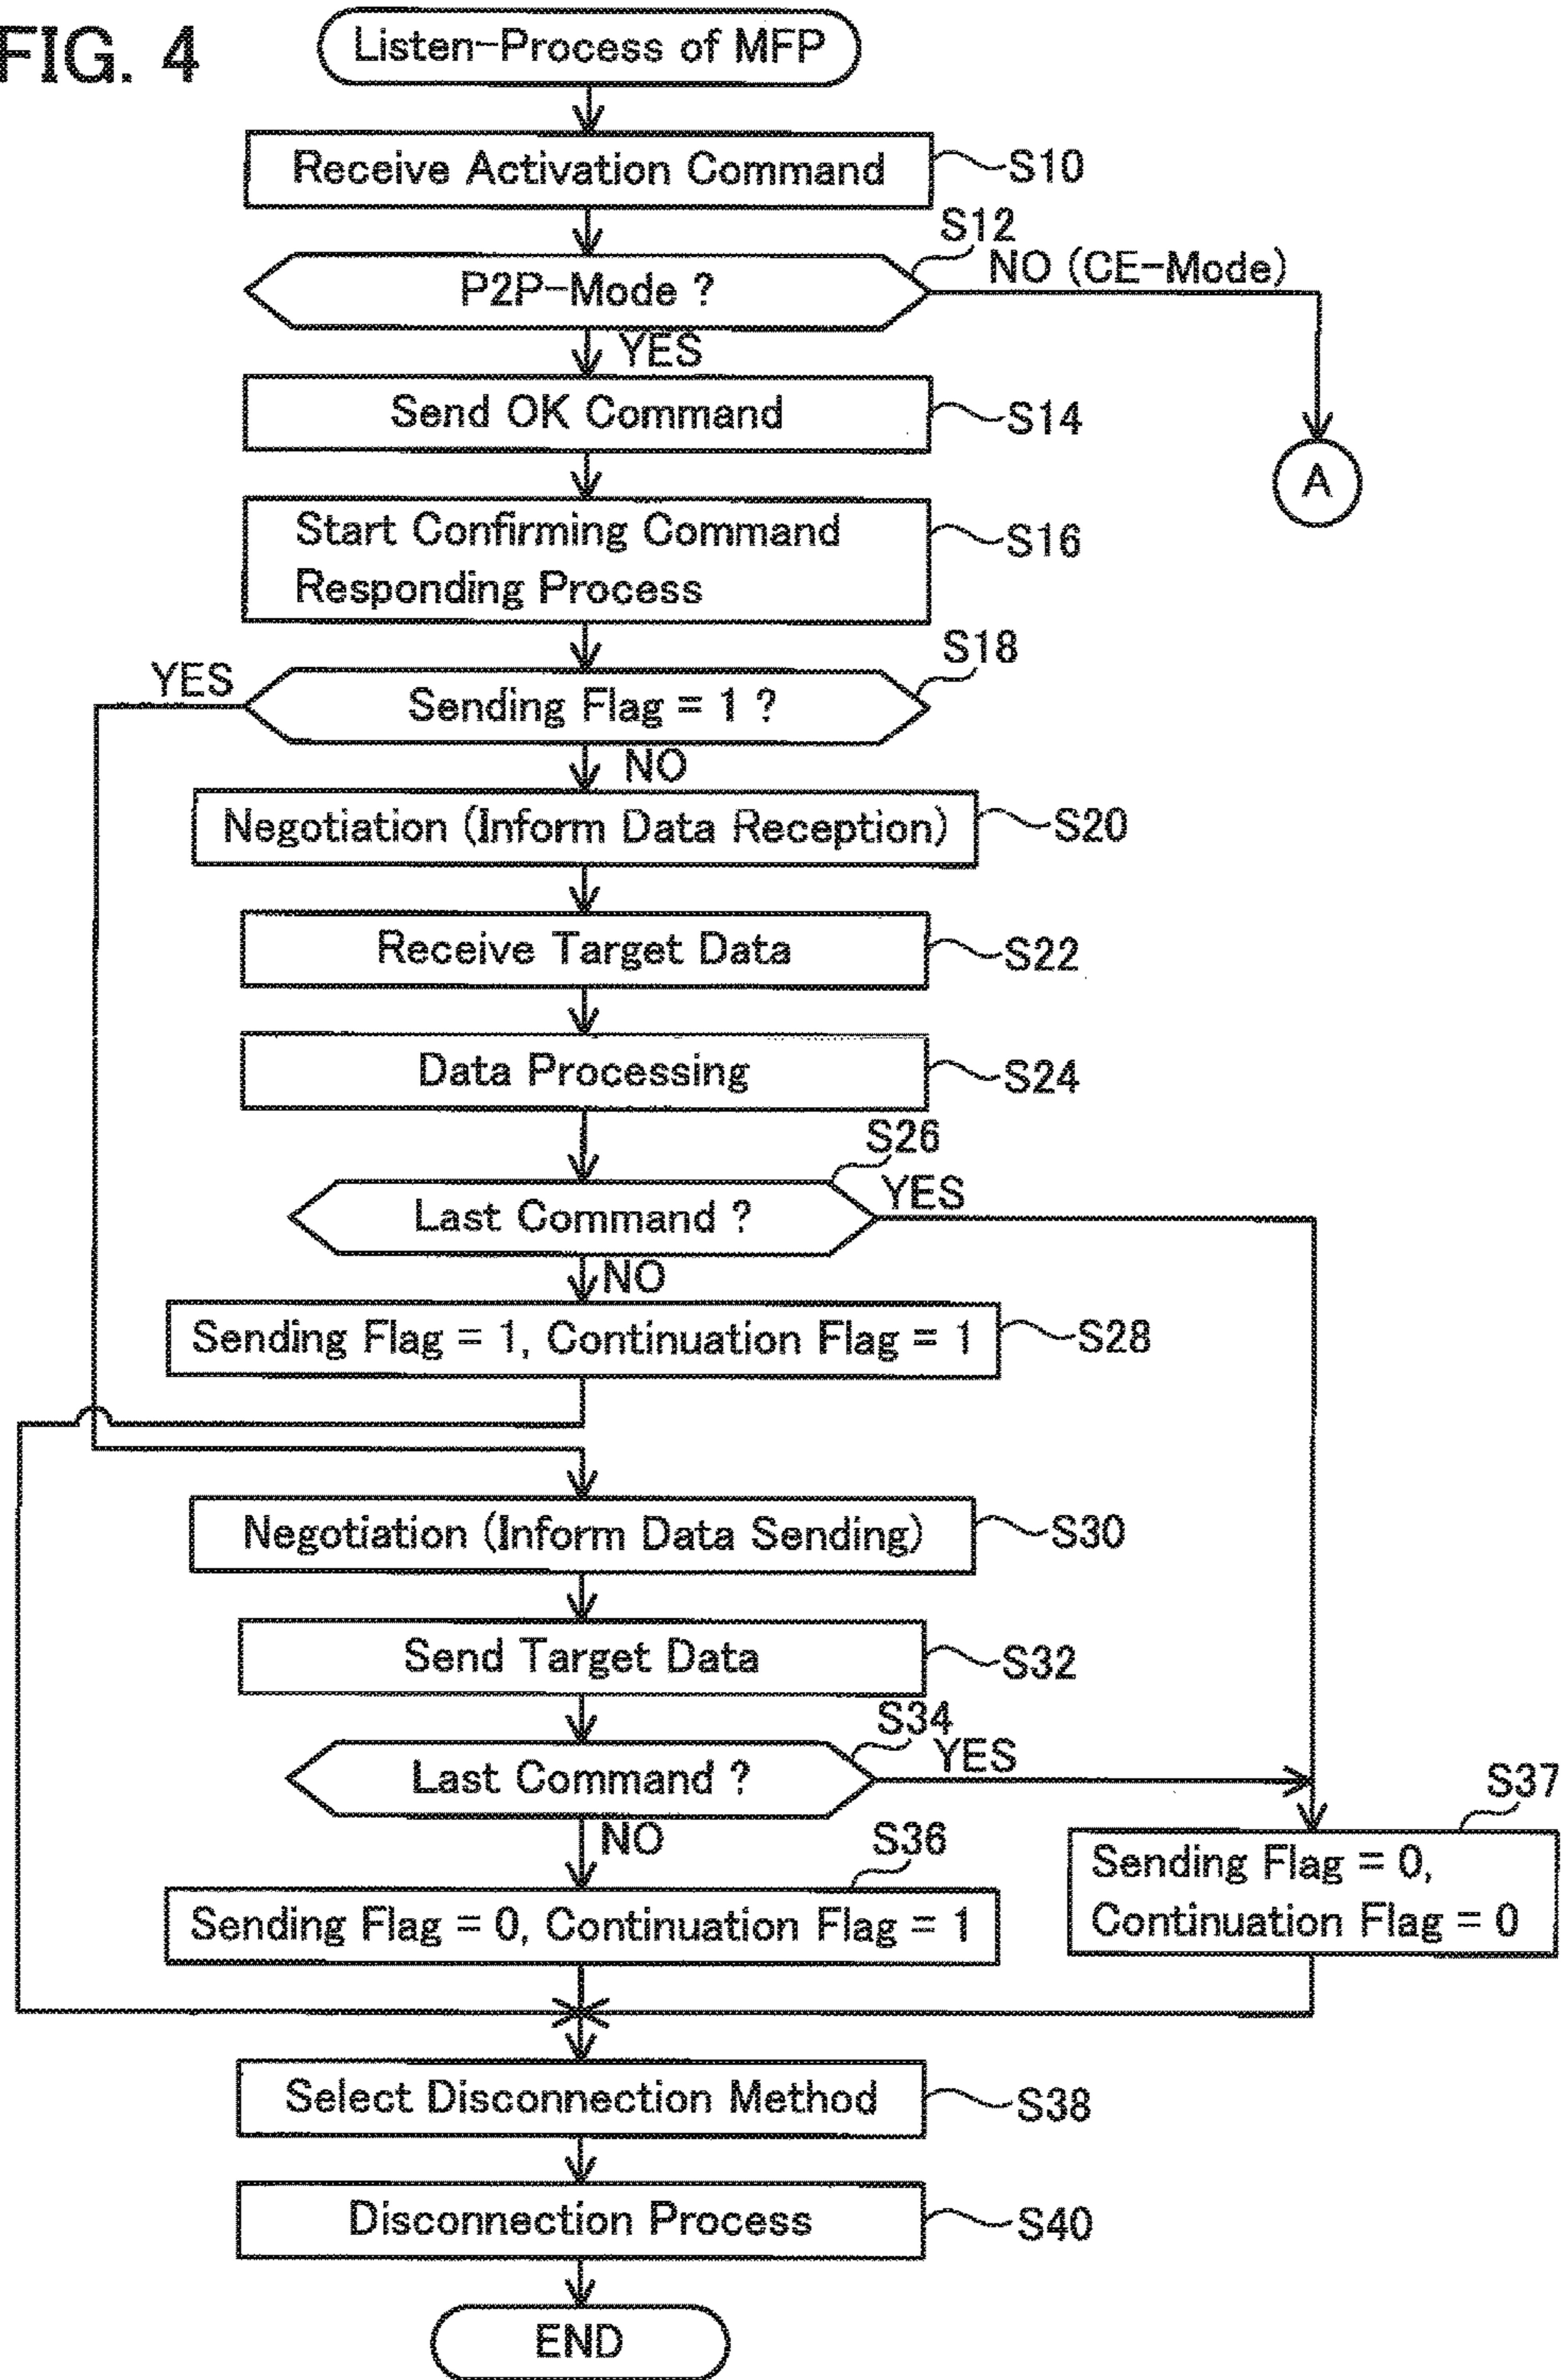 FIG. 4
Listen-Process of MFP
Receive Activation Command
S10
S12
P2P-Mode ?
NO (CE-Mode)
YES
Send OK Command
S14
A
Start Confirming Command
Responding Process
S16
S18
YES
Sending Flag = 1 ?
NO
Negotiation (Inform Data Reception)
S20
Receive Target Data
S22
Data Processing
S24
S26
Last Command ?
YES
NO
Sending Flag = 1, Continuation Flag = 1
S28
Negotiation (Inform Data Sending)
S30
Send Target Data
S32
S34
Last Command ?
YES
S37
NO
S36
Sending Flag = 0,
Continuation Flag = 0
Sending Flag = 0, Continuation Flag = 1
Select Disconnection Method
S38
Disconnection Process
S40
END